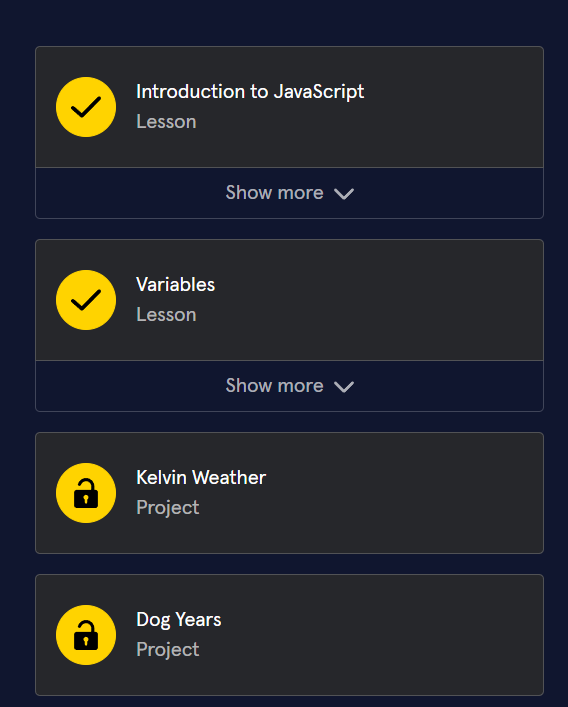 Introduction to JavaScript
Lesson
Show more
Variables
Lesson
Show more
Kelvin Weather
Project
Dog Years
Project